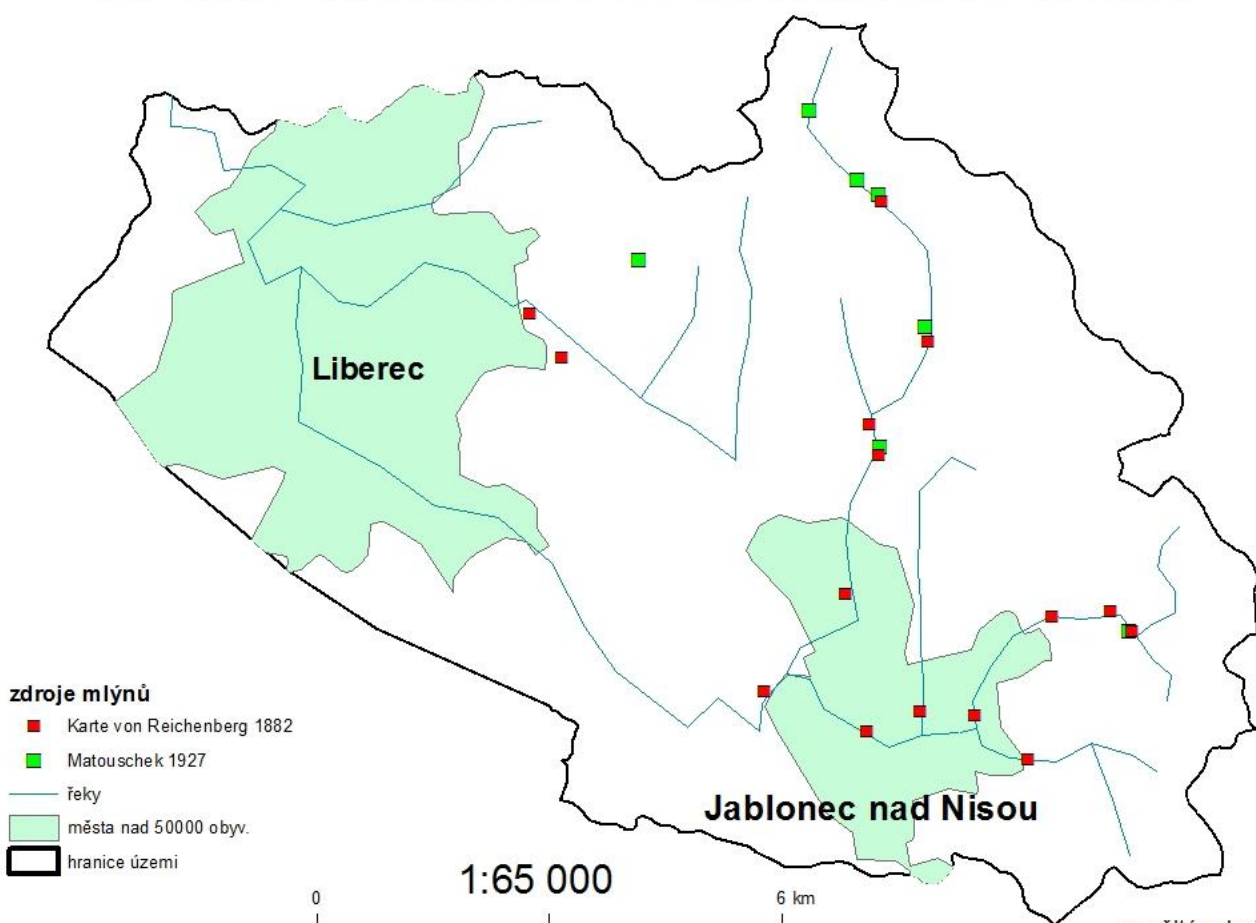 Liberec
Jablonec nad Nisou
zdroje mlýnů
Karte von Reichenberg 1882
Matouschek 1927
řeky
města nad 50000 obyv.
hranice území
1:65 000
0
6 km